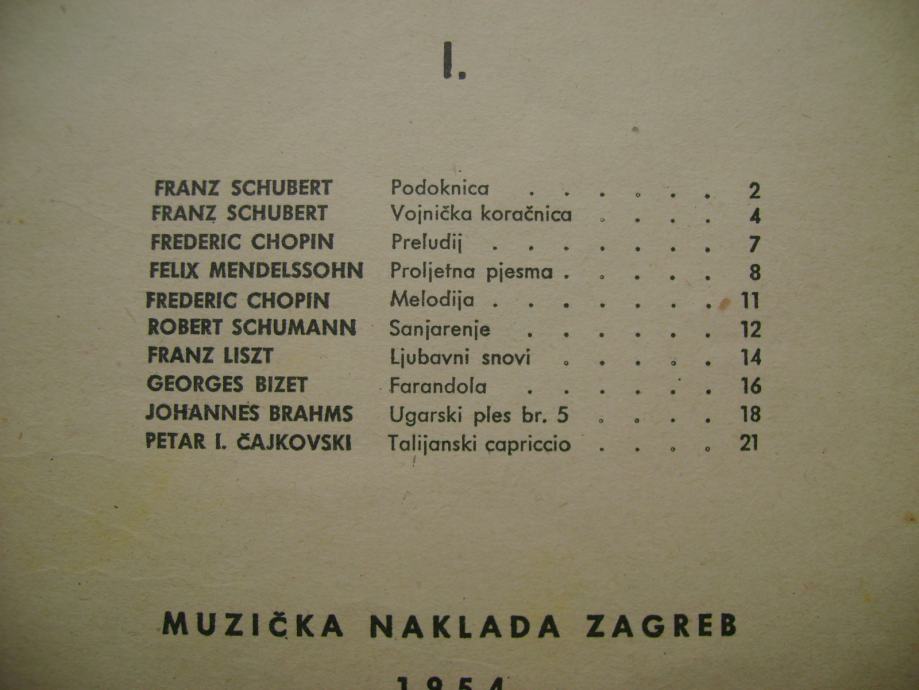 I.
FRANZ SCHUBERT Podoknica . . . . . . 2
FRANZ SCHUBERT Vojnička koračnica . . . . 4
FREDERIC CHOPIN Preludij . . . . . . . 7
FELIX MENDELSSOHN Proljetna pjesma . . . . . 8
FREDERIC CHOPIN Melodija . . . . . . . 11
ROBERT SCHUMANN Sanjarenje . . . . . . 12
FRANZ LISZT Ljubavni snovi . . . . . 14
GEORGES BIZET Farandola . . . . . . 16
JOHANNES BRAHMS Ugarski ples br. 5 . . . . 18
PETAR I. ČAJKOVSKI Talijanski capriccio . . . . 21
MUZIČKA NAKLADA ZAGREB
1954